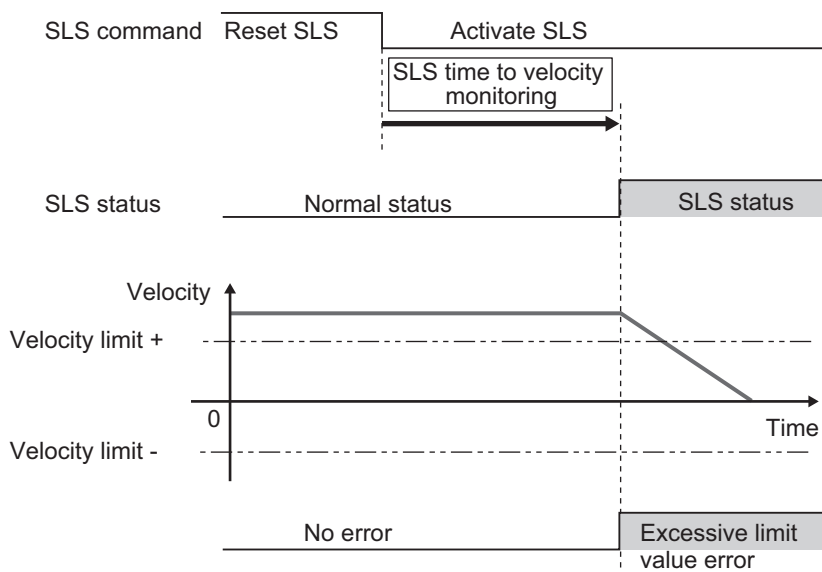 SLS command Reset SLS Activate SLS
SLS time to velocity
monitoring
SLS status Normal status SLS status
Velocity
Velocity limit +
0
Time
Velocity limit -
No error Excessive limit
value error